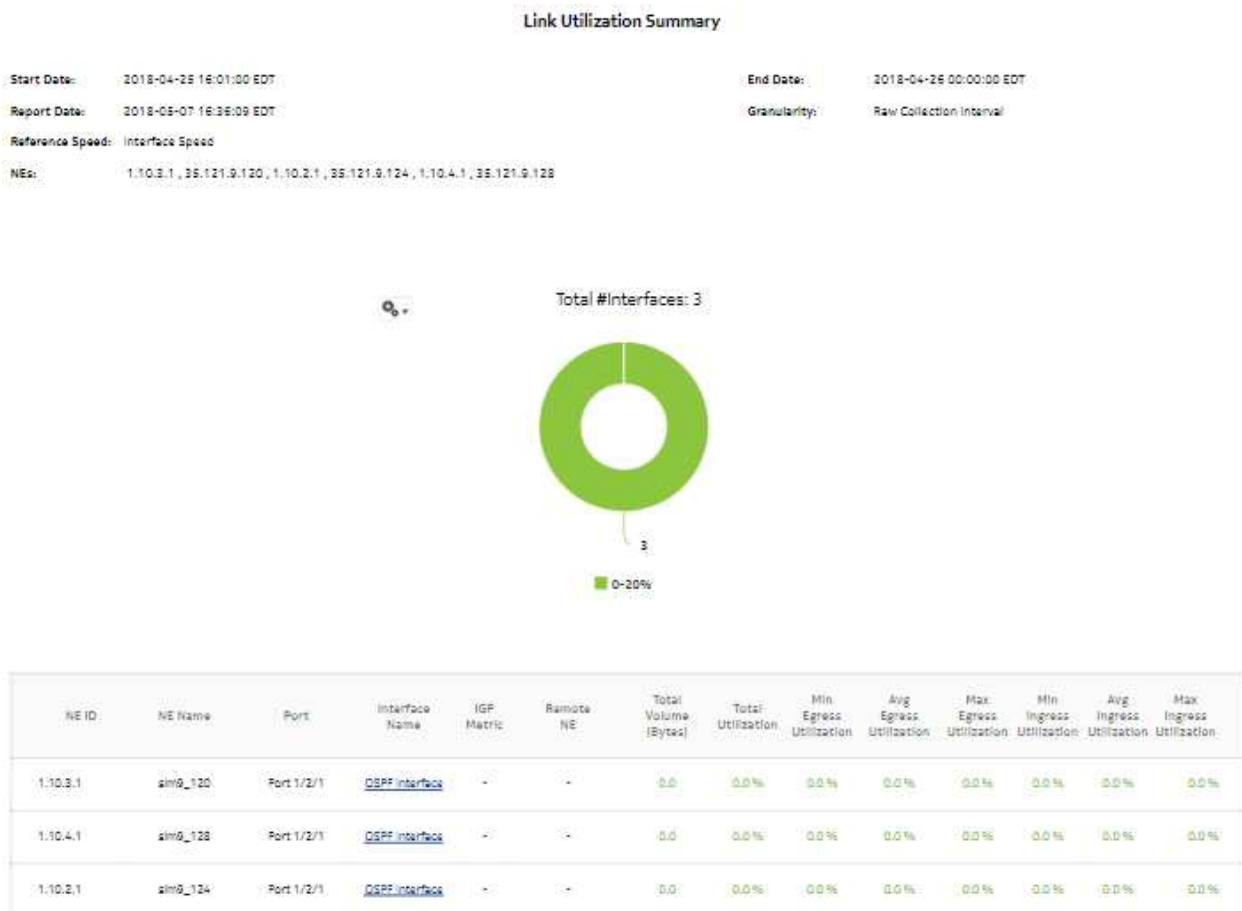 Link Utilization Summary
Start Date: 2018-04-25 16:01:00 EDT End Date: 2018-04-26 00:00:00 EDT
Report Date: 2018-05-07 16:36:09 EDT Granularity: Raw Collection Interval
Reference Speed: Interface Speed
NEs: 1.10.3.1 , 35.121.9.120 , 1.10.2.1 , 35.121.9.124 , 1.10.4.1 , 35.121.9.128
Total #Interfaces: 3
3
0-20%
NE ID NE Name Port Interface Name IGP Metric Remote NE Total Volume (Bytes) Total Utilization Min Egress Utilization Avg Egress Utilization Max Egress Utilization Min Ingress Utilization Avg Ingress Utilization Max Ingress Utilization
1.10.3.1 sim9_120 Port 1/2/1 OSPF Interface - - 0.0 0.0 % 0.0 % 0.0 % 0.0 % 0.0 % 0.0 % 0.0 %
1.10.4.1 sim9_128 Port 1/2/1 OSPF Interface - - 0.0 0.0 % 0.0 % 0.0 % 0.0 % 0.0 % 0.0 % 0.0 %
1.10.2.1 sim9_124 Port 1/2/1 OSPF Interface - - 0.0 0.0 % 0.0 % 0.0 % 0.0 % 0.0 % 0.0 % 0.0 %